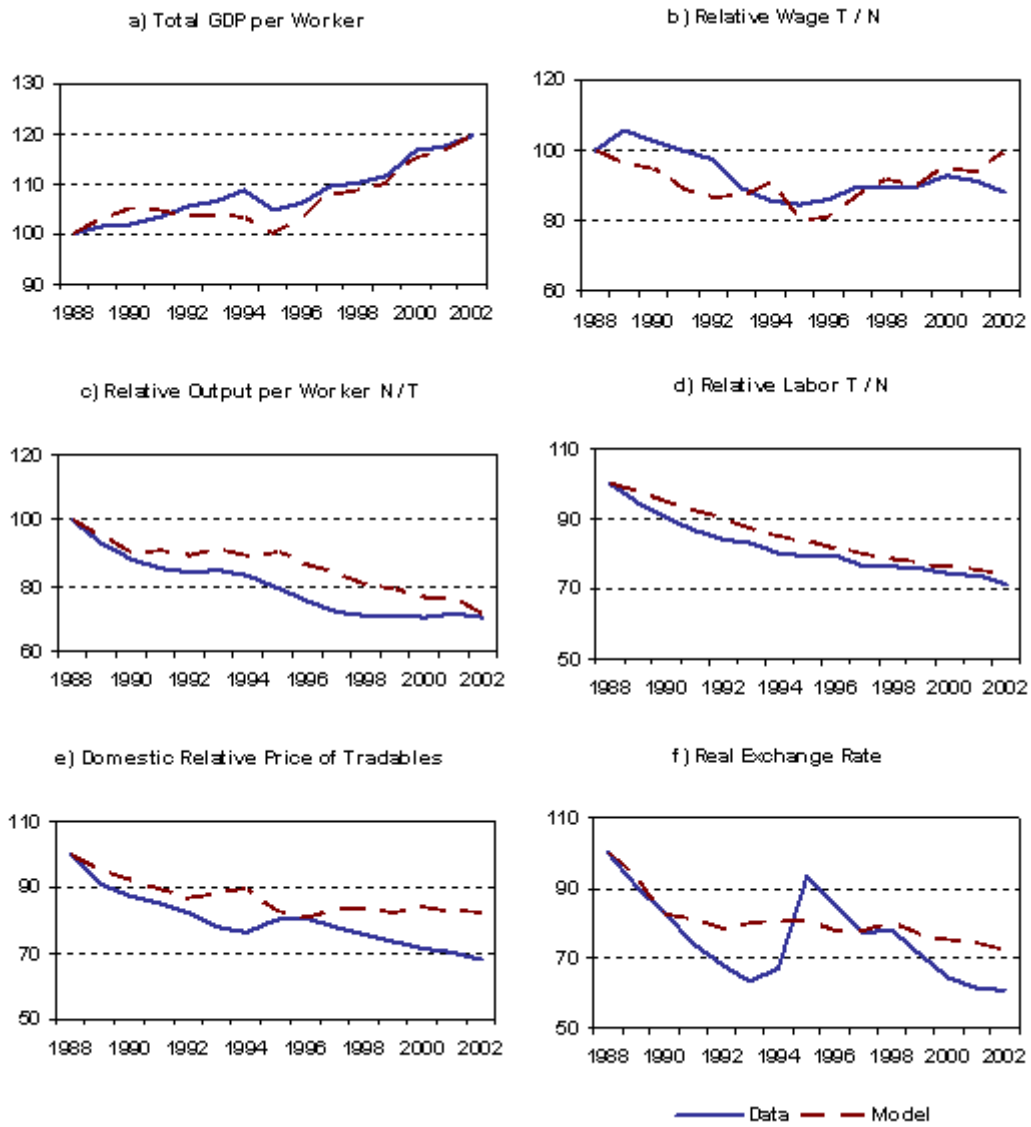 a) Total GDP per Worker
130
120
110
100
90
1988 1990 1992 1994 1996 1998 2000 2002
b) Relative Wage T / N
120
100
80
60
1988 1990 1992 1994 1996 1998 2000 2002
c) Relative Output per Worker N / T
120
100
80
60
1988 1990 1992 1994 1996 1998 2000 2002
d) Relative Labor T / N
110
90
70
50
1988 1990 1992 1994 1996 1998 2000 2002
e) Domestic Relative Price of Tradables
110
90
70
50
1988 1990 1992 1994 1996 1998 2000 2002
f) Real Exchange Rate
110
90
70
50
1988 1990 1992 1994 1996 1998 2000 2002
Data Model